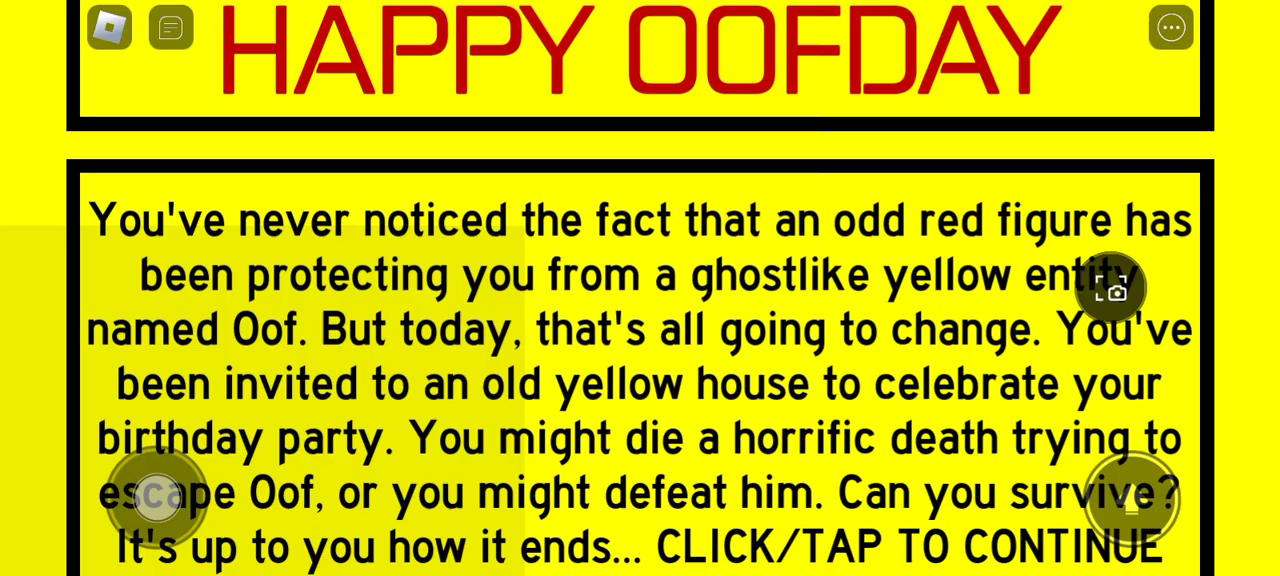 HAPPY OOFDAY
You've never noticed the fact that an odd red figure has
been protecting you from a ghostlike yellow entity
named Oof. But today, that's all going to change. You've
been invited to an old yellow house to celebrate your
birthday party. You might die a horrific death trying to
escape Oof, or you might defeat him. Can you survive?
It's up to you how it ends... CLICK/TAP TO CONTINUE